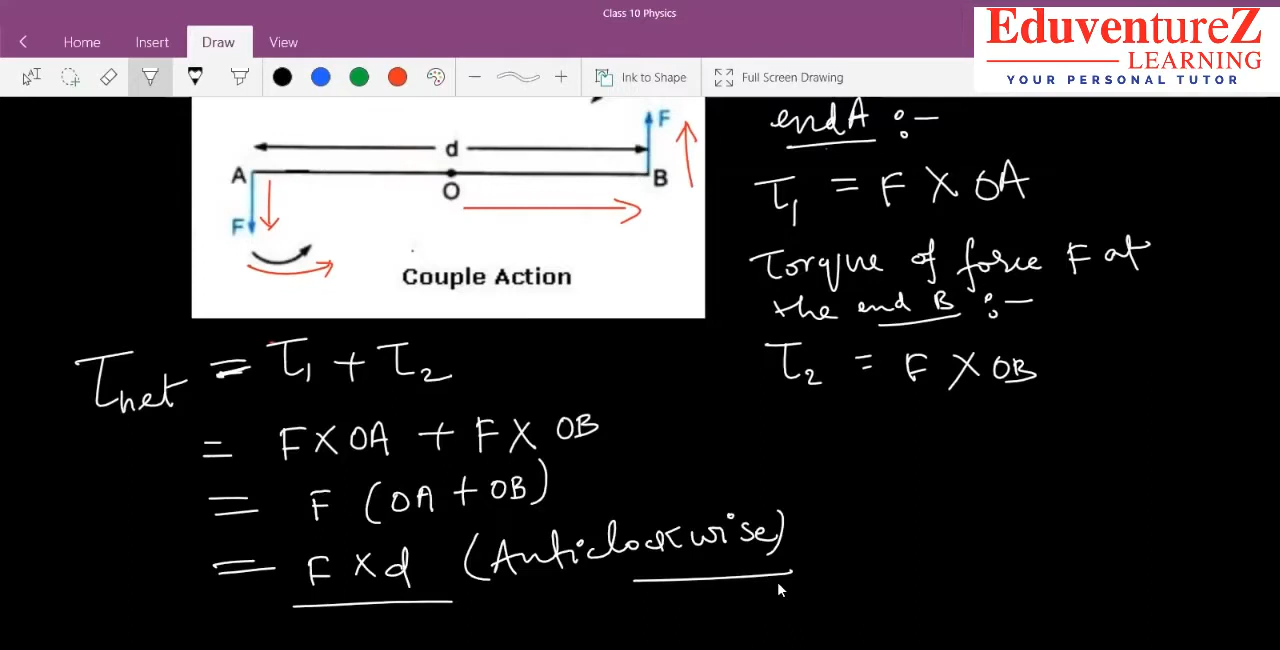 Class 10 Physics
Home Insert Draw View
Ink to Shape Full Screen Drawing
EduventureZ
LEARNING
YOUR PERSONAL TUTOR
F
d
A
B
O
F
Couple Action
end A :-
τ₁ = F X OA
Torque of force F at
the end B :-
τ₂ = F X OB
τnet = τ₁ + τ₂
= F X OA + F X OB
= F (OA + OB)
= F X d (Anticlockwise)